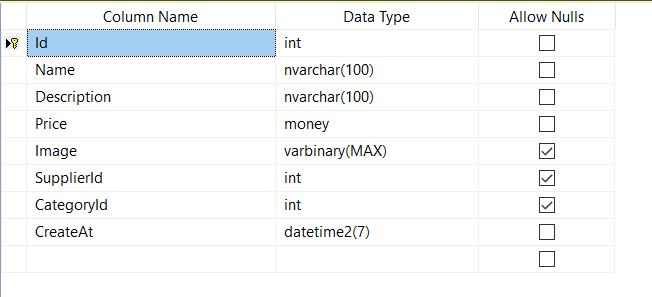 Column Name Data Type Allow Nulls
Id int
Name nvarchar(100)
Description nvarchar(100)
Price money
Image varbinary(MAX)
SupplierId int
CategoryId int
CreateAt datetime2(7)